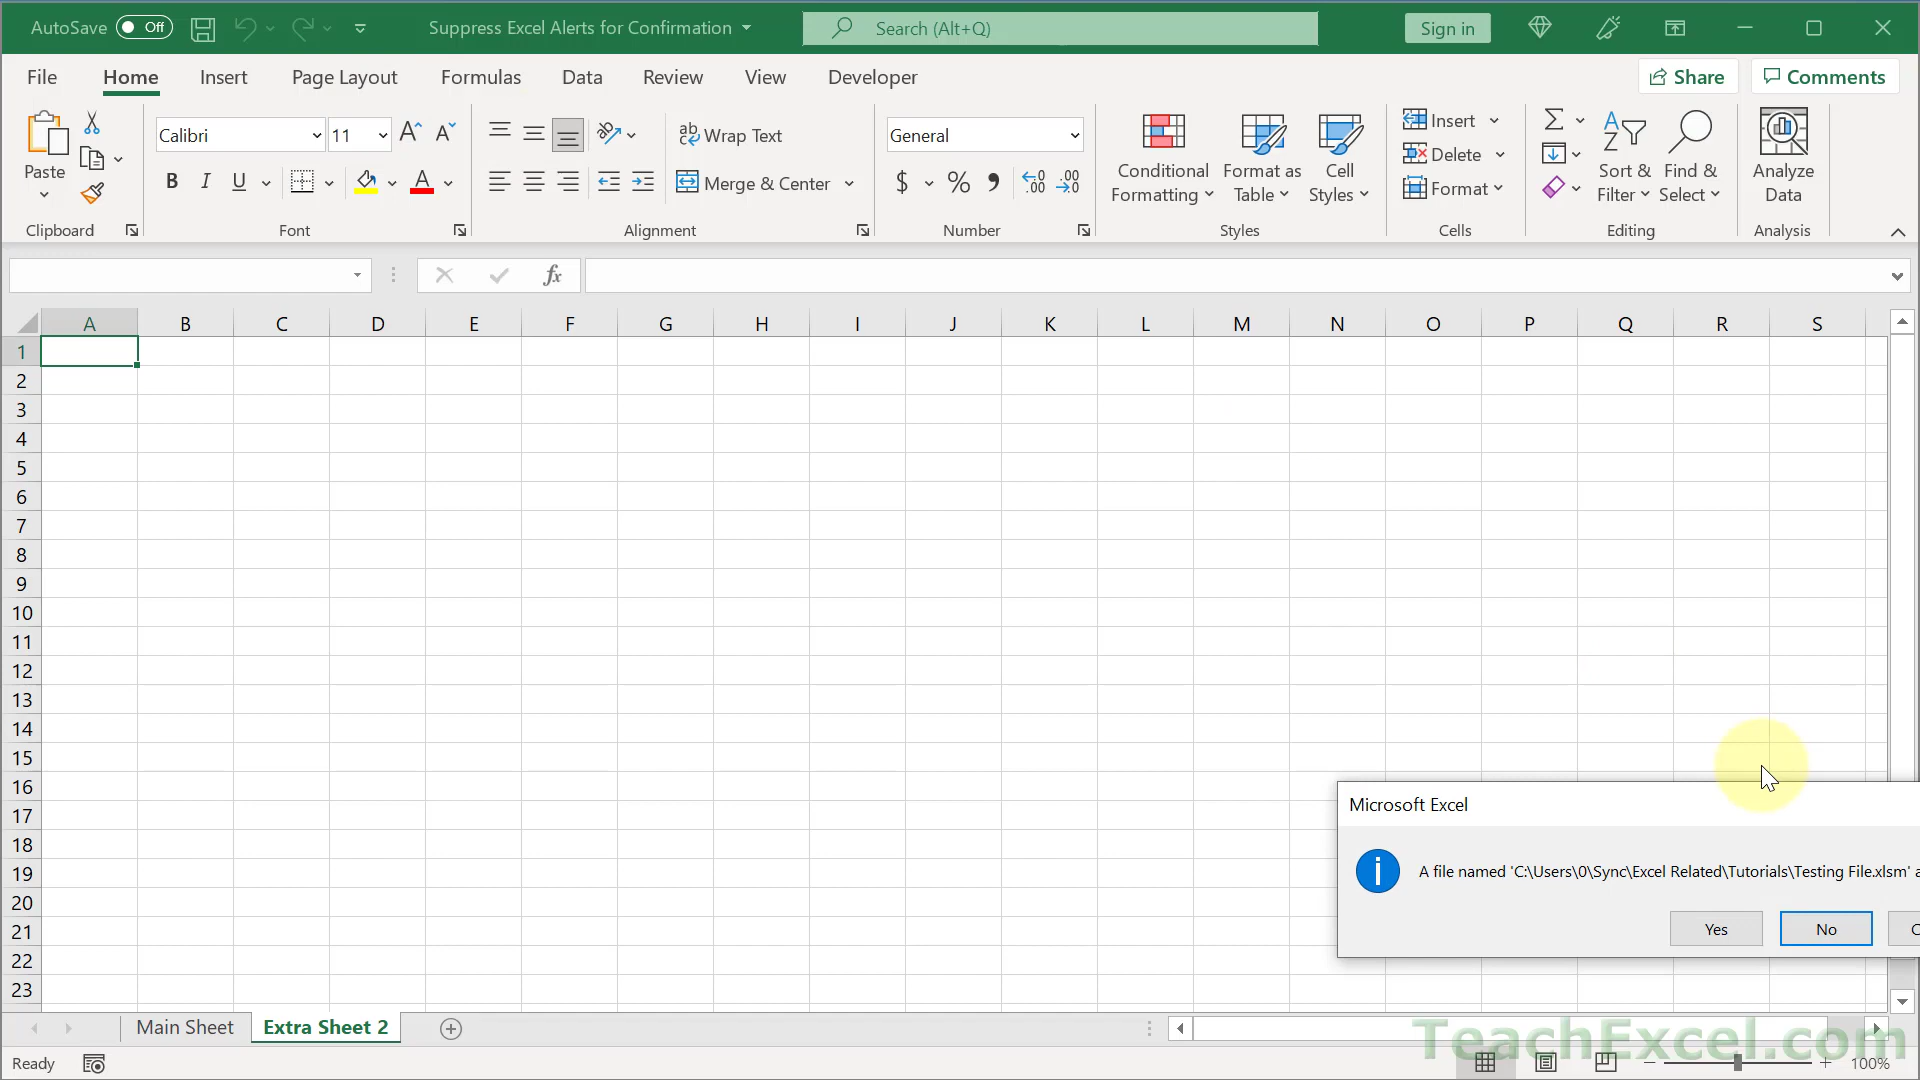 AutoSave Off Suppress Excel Alerts for Confirmation Search (Alt+Q) Sign in
File Home Insert Page Layout Formulas Data Review View Developer Share Comments
Paste
Clipboard
Calibri 11
B I U A
Font
ab Wrap Text
Merge & Center
Alignment
General
$ % 9 .00 .00
Number
Conditional Formatting
Format as Table
Cell Styles
Styles
Insert
Delete
Format
Cells
Sort & Filter
Find & Select
Editing
Analyze Data
Analysis
fx
A B C D E F G H I J K L M N O P Q R S
1
2
3
4
5
6
7
8
9
10
11
12
13
14
15
16
17
18
19
20
21
22
23
Microsoft Excel
A file named 'C:\Users\0\Sync\Excel Related\Tutorials\Testing File.xlsm' a
Yes No C
Main Sheet Extra Sheet 2
TeachExcel.com
Ready 100%